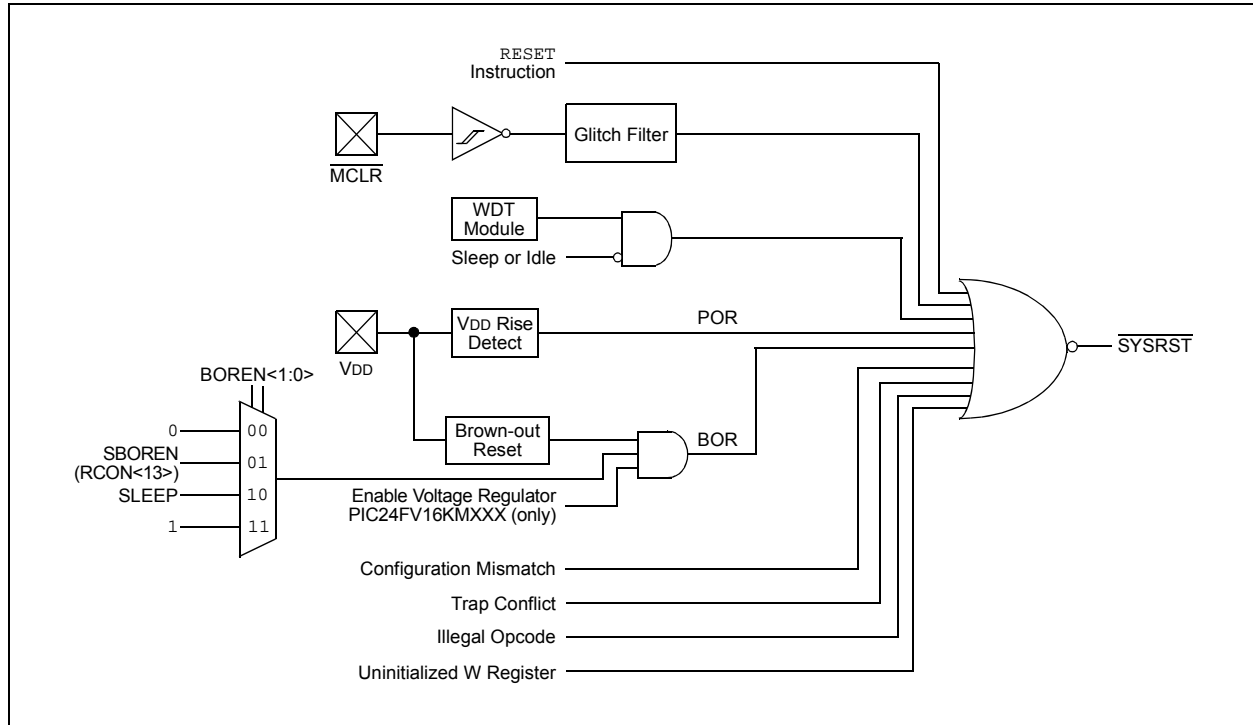 RESET
Instruction
Glitch Filter
MCLR
WDT
Module
Sleep or Idle
VDD Rise
Detect
POR
SYSRST
VDD
BOREN<1:0>
0
00
Brown-out
Reset
BOR
SBOREN
(RCON<13>)
01
SLEEP
10
Enable Voltage Regulator
PIC24FV16KMXXX (only)
1
11
Configuration Mismatch
Trap Conflict
Illegal Opcode
Uninitialized W Register